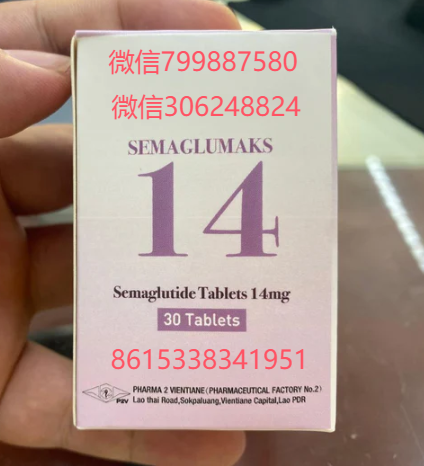 微信799887580
微信306248824
SEMAGLUMAKS
14
Semaglutide Tablets 14mg
30 Tablets
8615338341951
PHARMA 2 VIENTIANE (PHARMACEUTICAL FACTORY No.2)
Lao thai Road,Sokpaluang,Vientiane Capital,Lao PDR